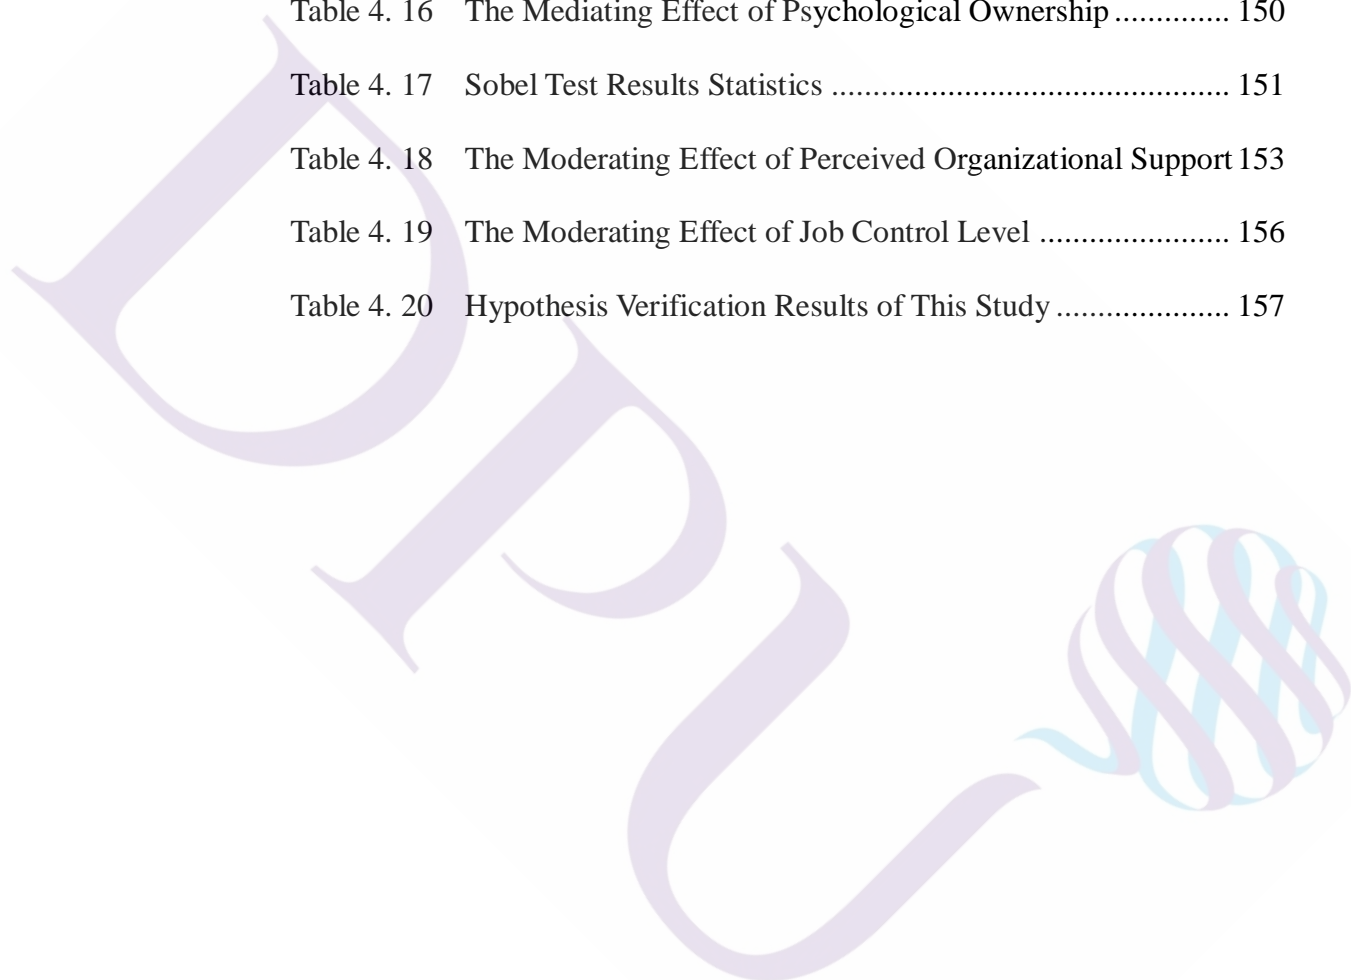 Table 4. 16 The Mediating Effect of Psychological Ownership .............. 150
Table 4. 17 Sobel Test Results Statistics ................................................ 151
Table 4. 18 The Moderating Effect of Perceived Organizational Support 153
Table 4. 19 The Moderating Effect of Job Control Level ....................... 156
Table 4. 20 Hypothesis Verification Results of This Study ..................... 157
DPU